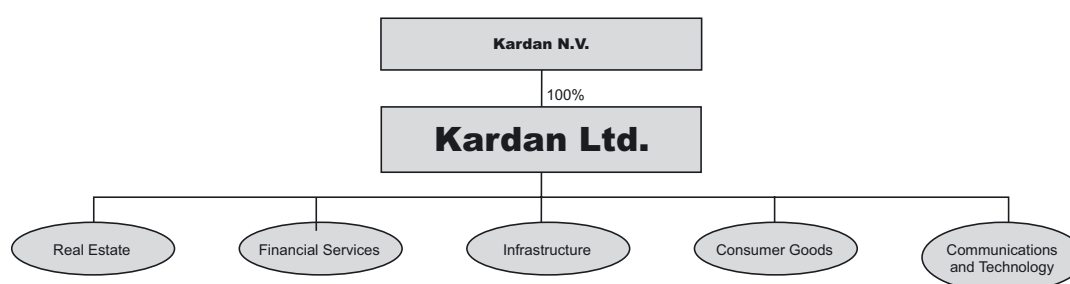 Kardan N.V.
100%
Kardan Ltd.
Real Estate
Financial Services
Infrastructure
Consumer Goods
Communications
and Technology